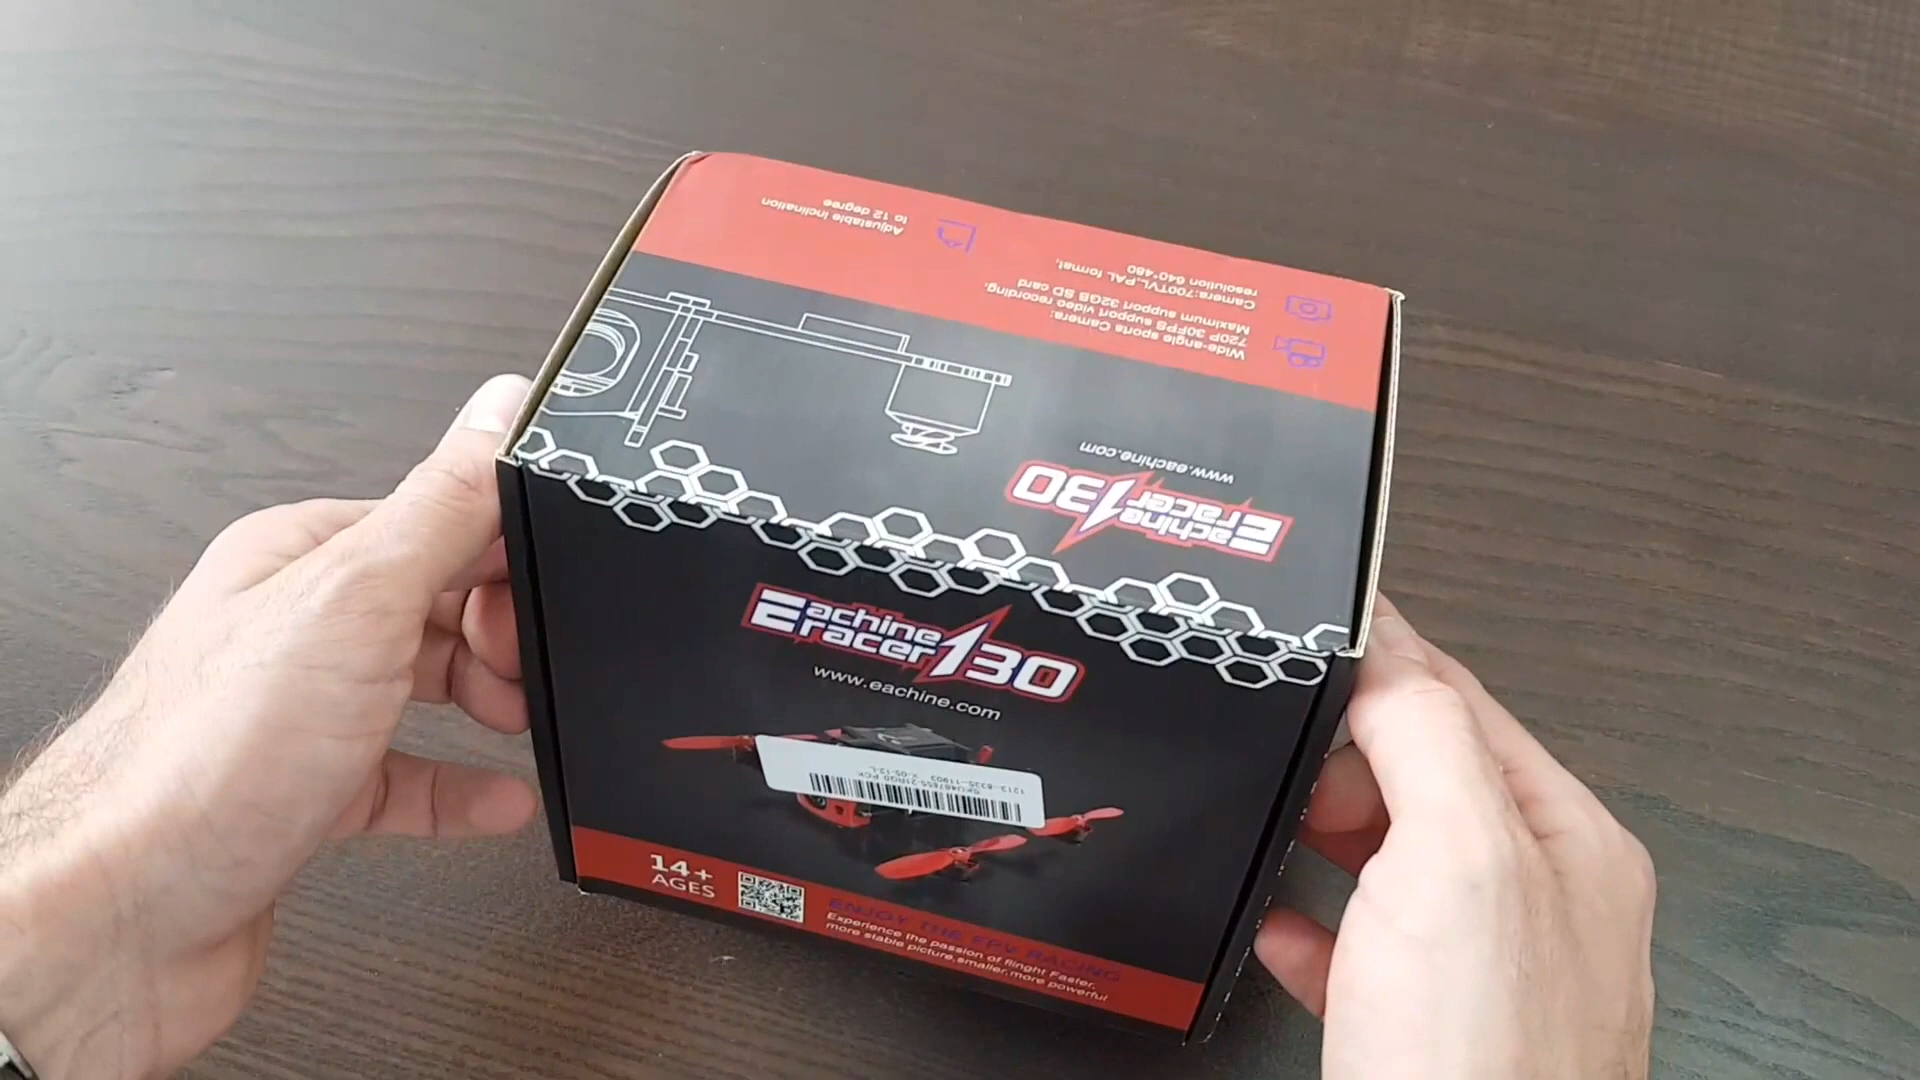 Adjustable Inclination
to 12 degree
Camera:700TVL,PAL format,
resolution 640*480
Wide-angle sports Camera:
720P 30FPS support video recording.
Maximum support 32GB SD card
www.eachine.com
Eachine
racer 130
Eachine
racer 130
www.eachine.com
14+
AGES
ENJOY THE FPV RACING
Experience the passion of flinght Faster,
more stable picture,smaller,more powerful